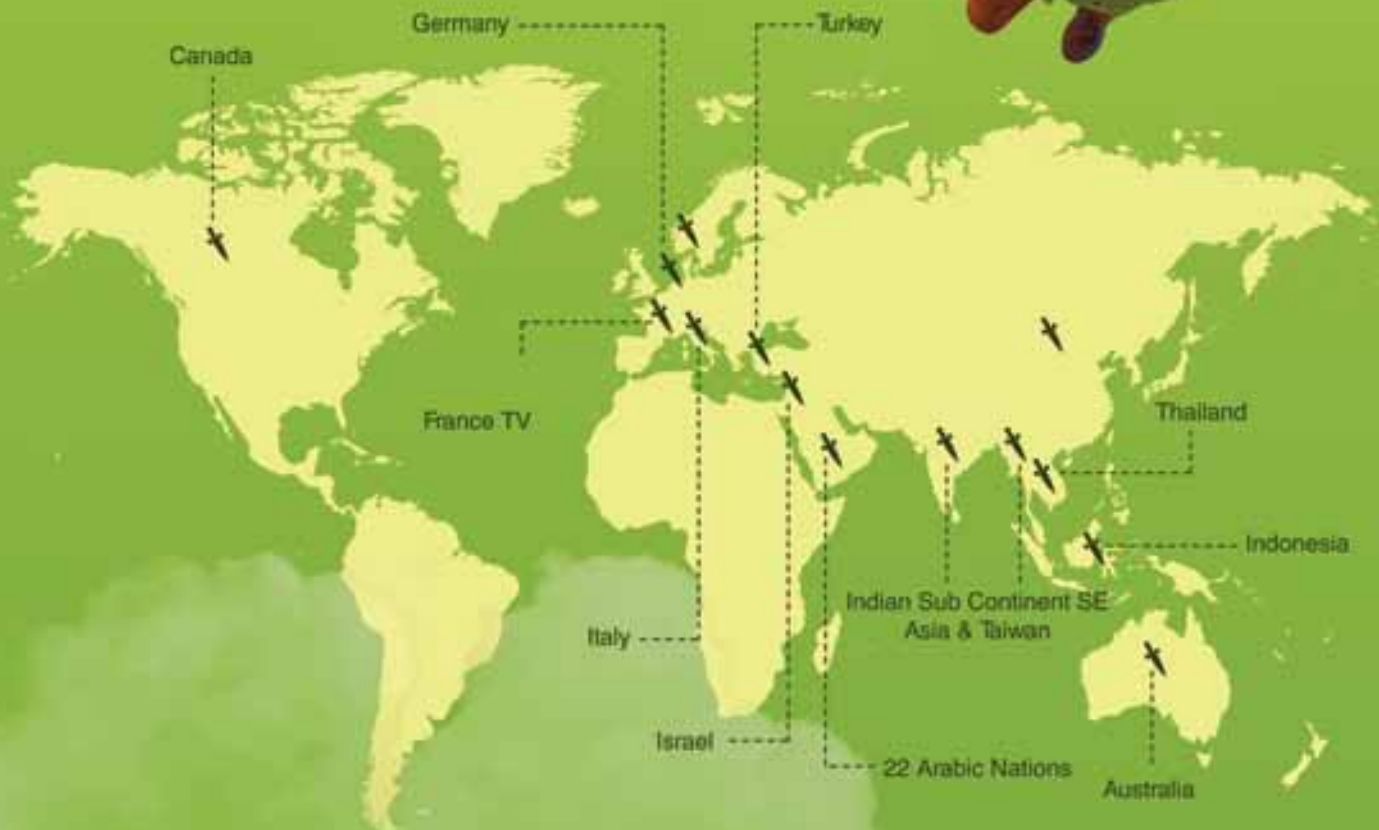 Germany
Turkey
Canada
France TV
Thailand
Indonesia
Indian Sub Continent SE
Asia & Taiwan
Italy
Israel
22 Arabic Nations
Australia